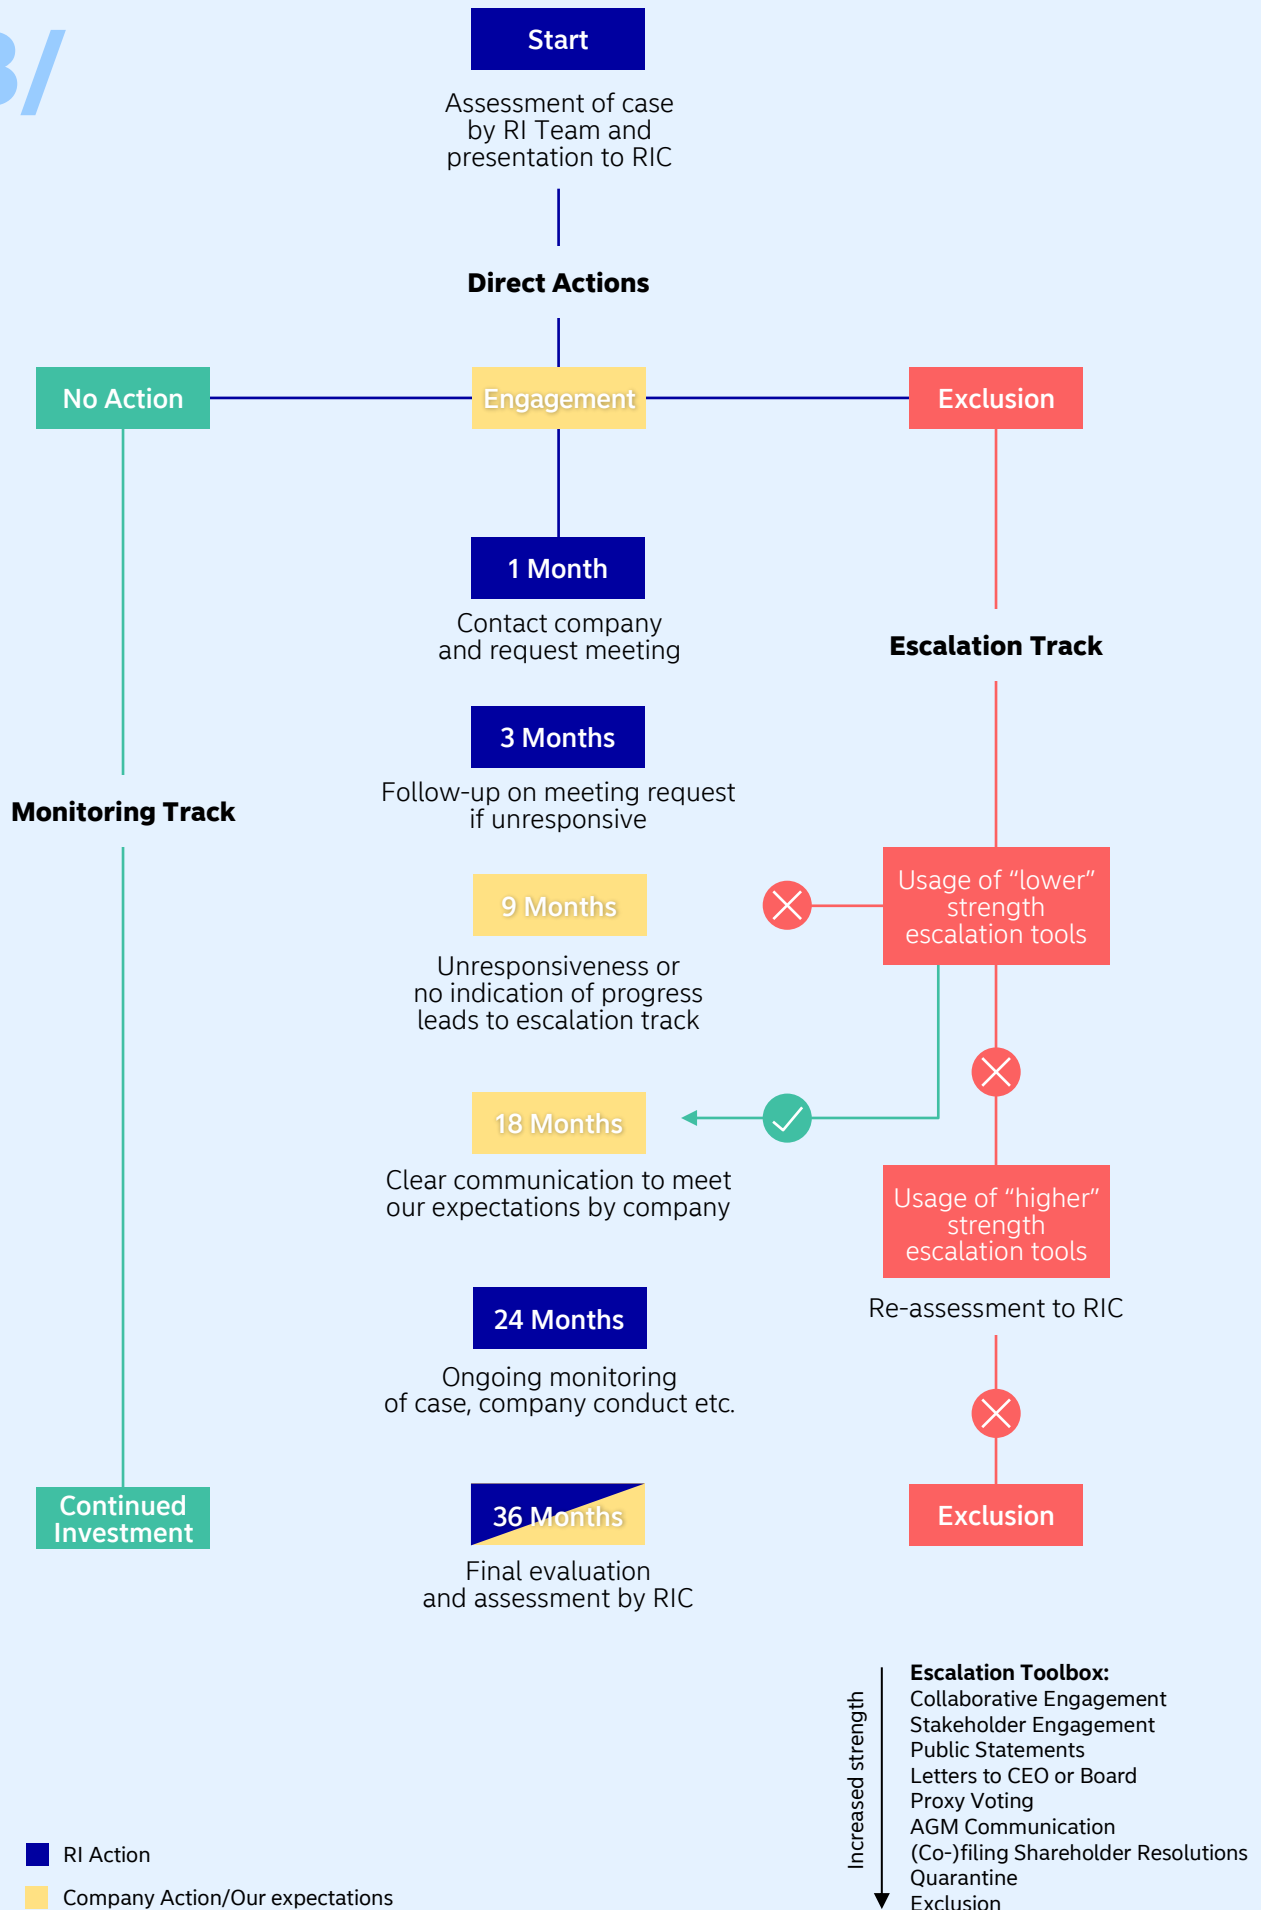 3/
Start
Assessment of case
by RI Team and
presentation to RIC
Direct Actions
No Action
Engagement
Exclusion
1 Month
Contact company
and request meeting
Escalation Track
3 Months
Follow-up on meeting request
if unresponsive
Monitoring Track
Usage of “lower”
strength
escalation tools
9 Months
Unresponsiveness or
no indication of progress
leads to escalation track
18 Months
Clear communication to meet
our expectations by company
Usage of “higher”
strength
escalation tools
Re-assessment to RIC
24 Months
Ongoing monitoring
of case, company conduct etc.
Continued
Investment
36 Months
Final evaluation
and assessment by RIC
Exclusion
Increased strength
Escalation Toolbox:
Collaborative Engagement
Stakeholder Engagement
Public Statements
Letters to CEO or Board
Proxy Voting
AGM Communication
(Co-)filing Shareholder Resolutions
Quarantine
Exclusion
RI Action
Company Action/Our expectations